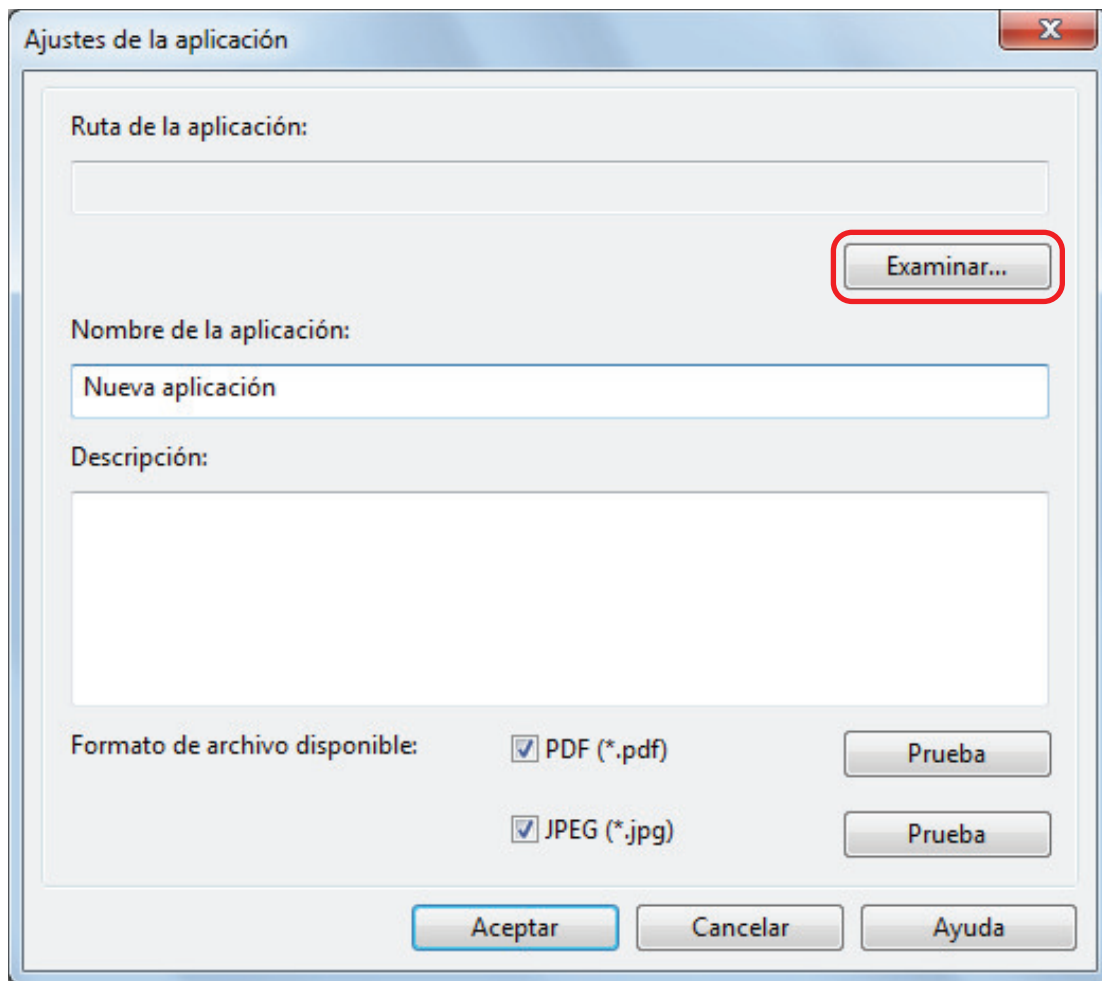 Ajustes de la aplicación
Ruta de la aplicación:
Examinar...
Nombre de la aplicación:
Nueva aplicación
Descripción:
Formato de archivo disponible:
PDF (*.pdf)
Prueba
JPEG (*.jpg)
Prueba
Aceptar
Cancelar
Ayuda